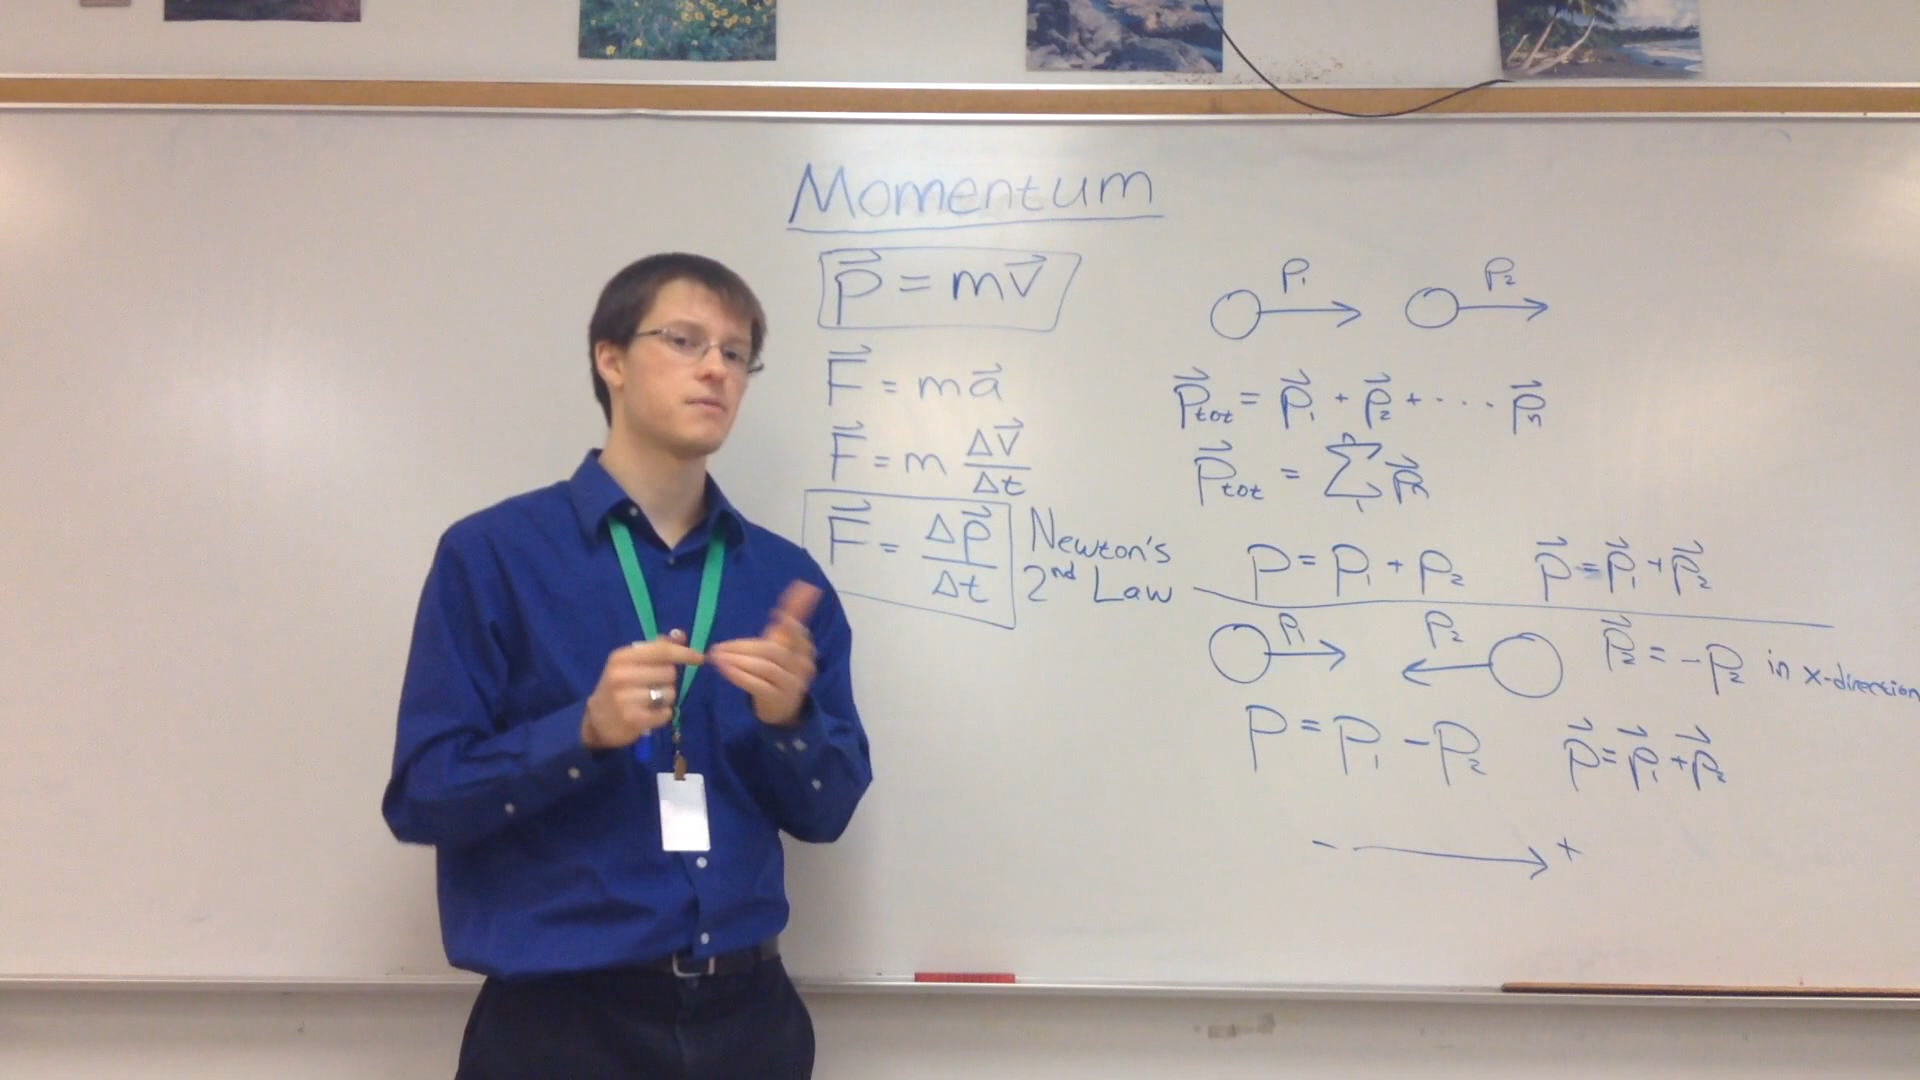 Momentum
p⃗ = mv⃗
F⃗ = ma⃗
F⃗ = m Δv⃗/Δt
F⃗ = Δp⃗/Δt
Newton's
2nd Law
P₁ P₂
p⃗tot = p⃗₁ + p⃗₂ + . . . . p⃗n
p⃗tot = Σ p⃗n
P = P₁ + P₂ p⃗ = p⃗₁ + p⃗₂
P₁ P₂ p⃗₂ = -P₂ in x-direction
P = P₁ - P₂ p⃗ = p⃗₁ + p⃗₂
- +